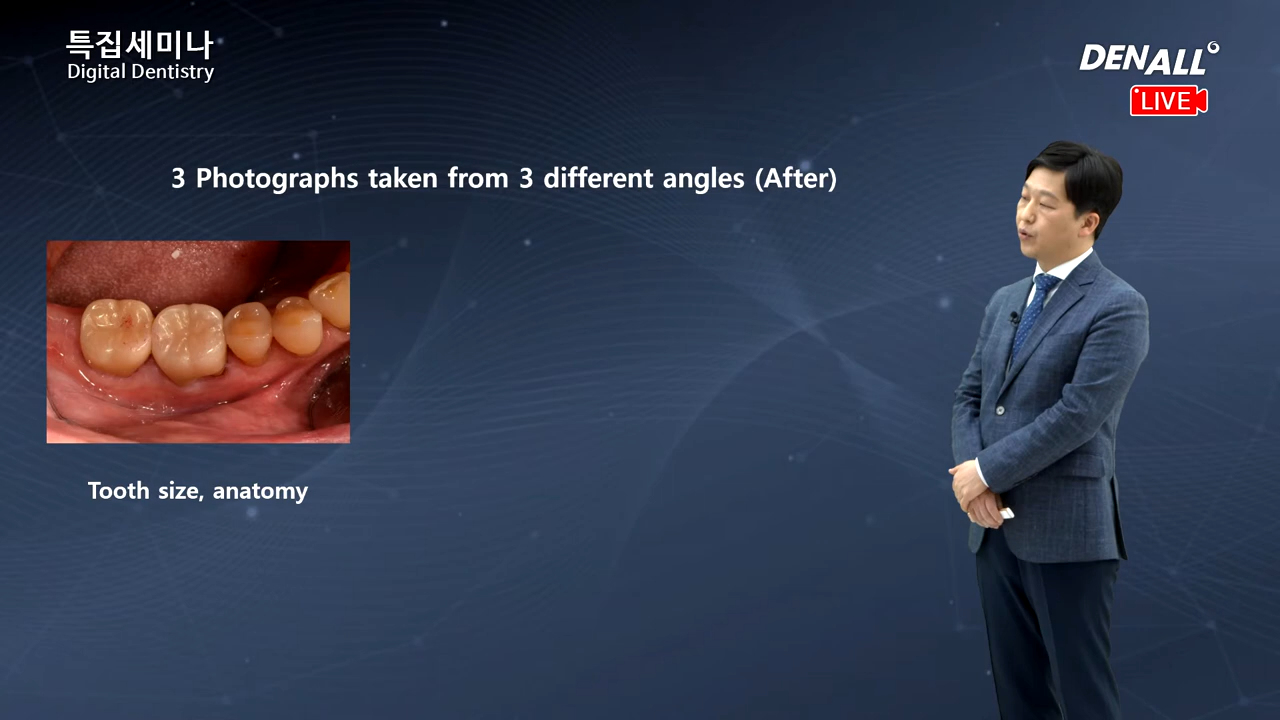 특집세미나
Digital Dentistry
DENALL
LIVE
3 Photographs taken from 3 different angles (After)
Tooth size, anatomy